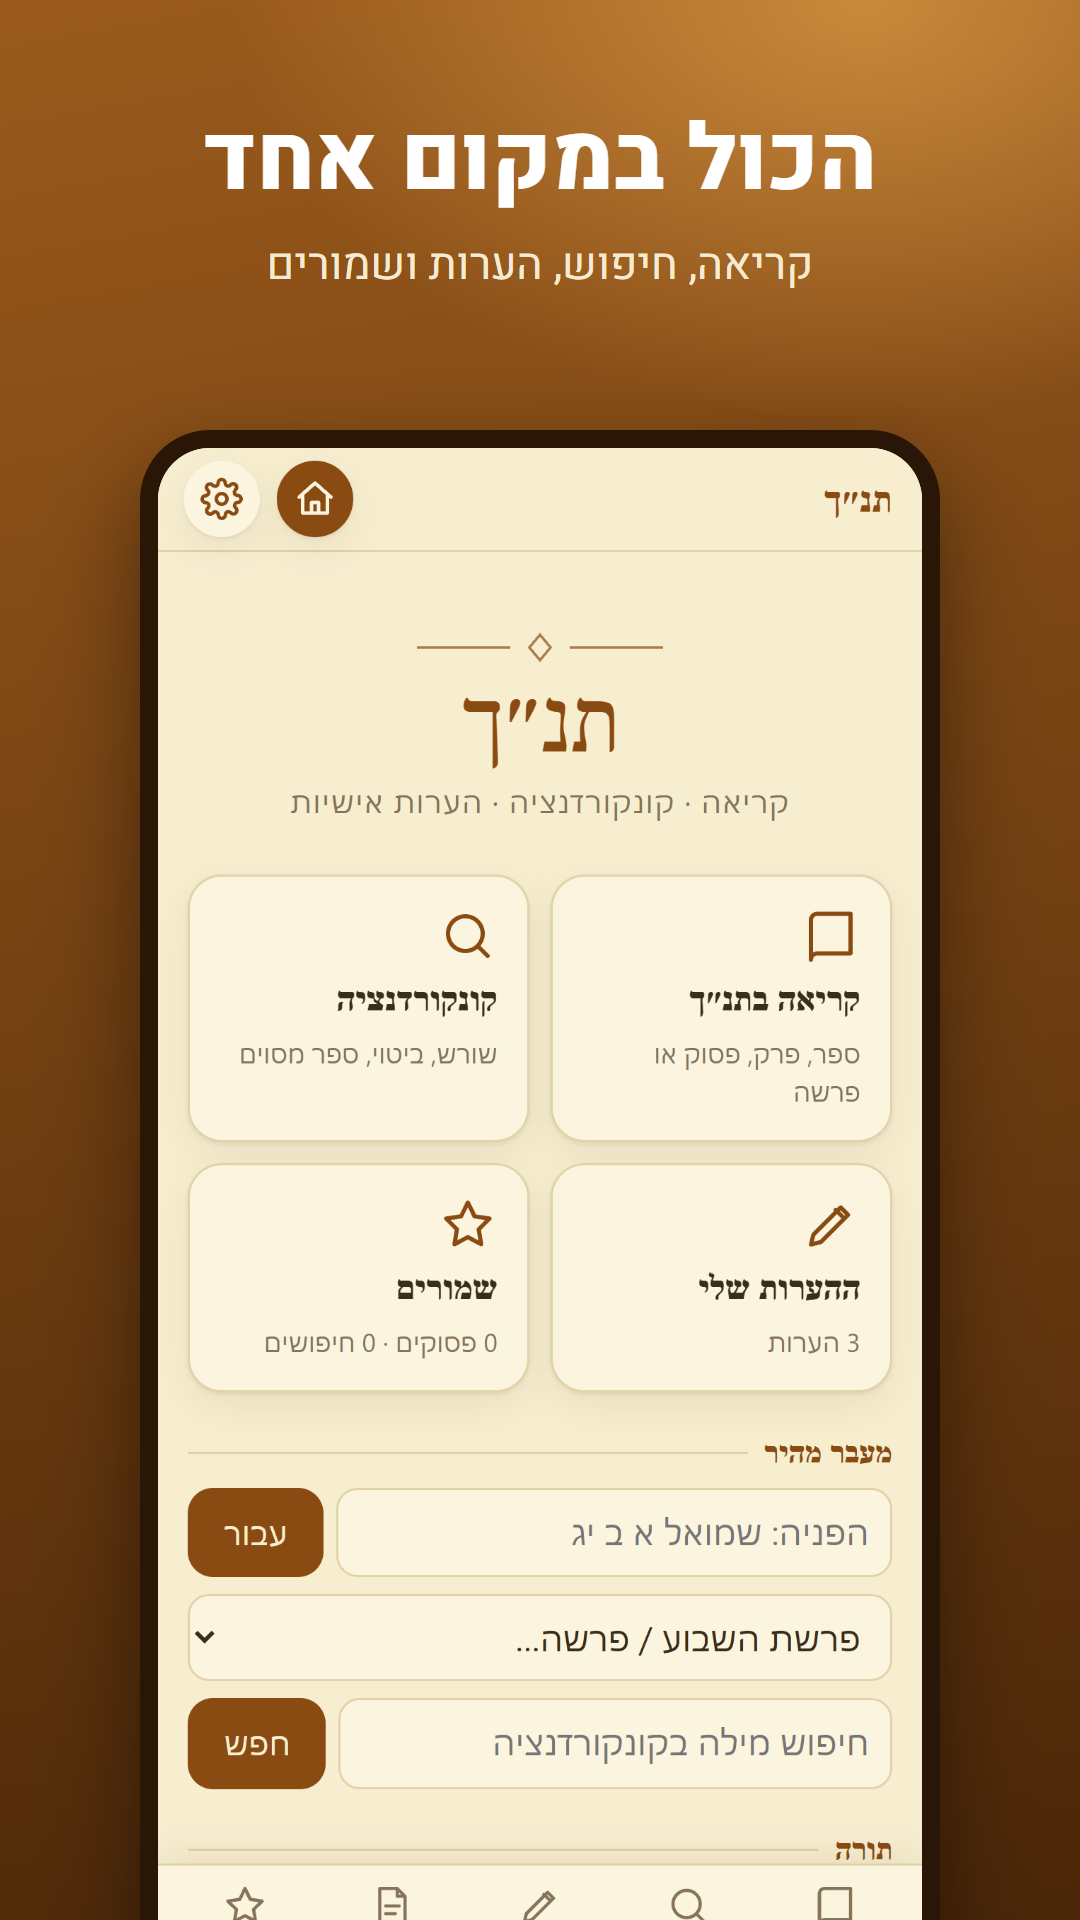 הכול במקום אחד
קריאה, חיפוש, הערות ושמורים
תנ״ך
תנ״ך
קריאה · קונקורדנציה · הערות אישיות
קריאה בתנ״ך
ספר, פרק, פסוק או
פרשה
קונקורדנציה
שורש, ביטוי, ספר מסוים
ההערות שלי
3 הערות
שמורים
0 פסוקים · 0 חיפושים
מעבר מהיר
הפניה: שמואל א ב יג
עבור
פרשת השבוע / פרשה...
חיפוש מילה בקונקורדנציה
חפש
תורה